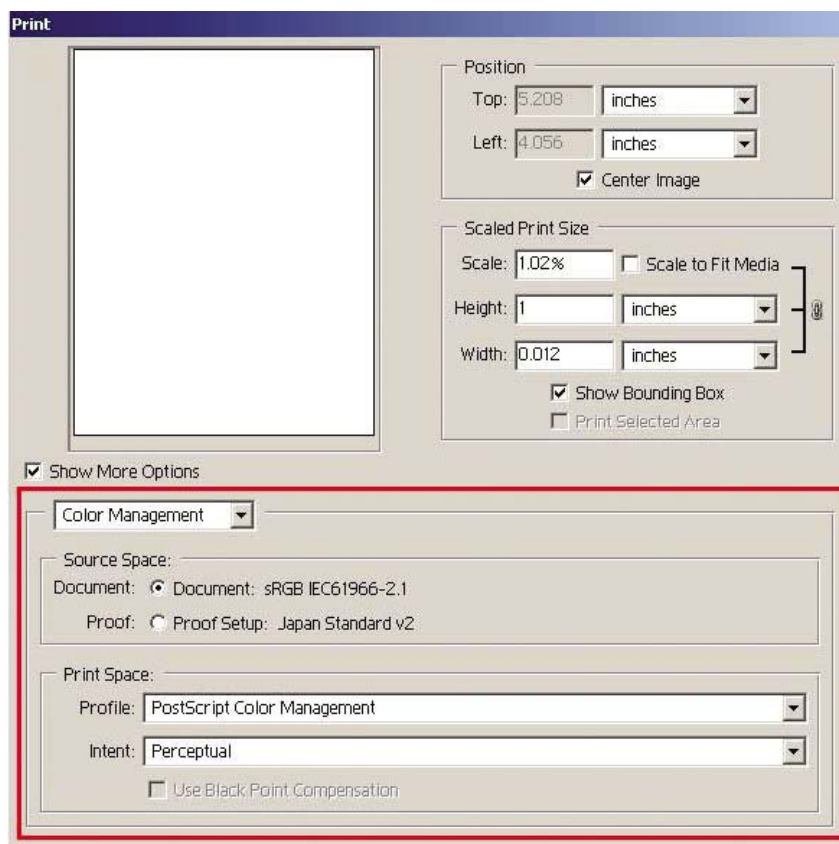 Print
Position
Top: 5.208 inches
Left: 4.056 inches
Center Image
Scaled Print Size
Scale: 1.02% Scale to Fit Media
Height: 1 inches
Width: 0.012 inches
Show Bounding Box
Print Selected Area
Show More Options
Color Management
Source Space:
Document: Document: sRGB IEC61966-2.1
Proof: Proof Setup: Japan Standard v2
Print Space:
Profile: PostScript Color Management
Intent: Perceptual
Use Black Point Compensation